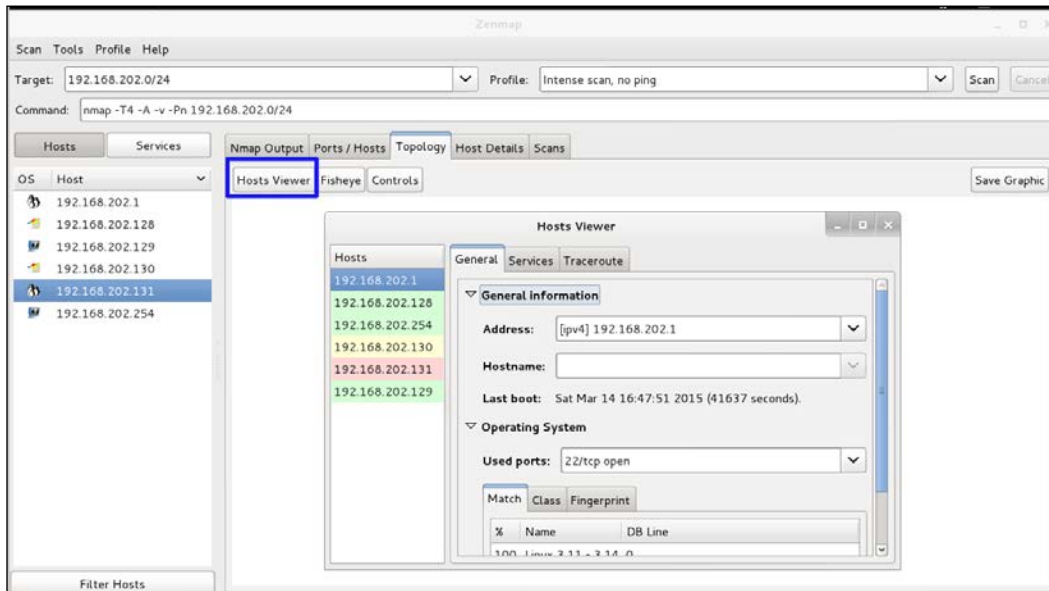 Zenmap
Scan Tools Profile Help
Target: 192.168.202.0/24 Profile: Intense scan, no ping Scan Cancel
Command: nmap -T4 -A -v -Pn 192.168.202.0/24
Hosts Services
Nmap Output Ports / Hosts Topology Host Details Scans
OS Host
Hosts Viewer Fisheye Controls Save Graphic
192.168.202.1
192.168.202.128
192.168.202.129
192.168.202.130
192.168.202.131
192.168.202.254
Filter Hosts
Hosts Viewer
Hosts
192.168.202.1
192.168.202.128
192.168.202.254
192.168.202.130
192.168.202.131
192.168.202.129
General Services Traceroute
General information
Address: [ipv4] 192.168.202.1
Hostname:
Last boot: Sat Mar 14 16:47:51 2015 (41637 seconds).
Operating System
Used ports: 22/tcp open
Match Class Fingerprint
% Name DB Line
100 Linux 3.11 - 3.14 0